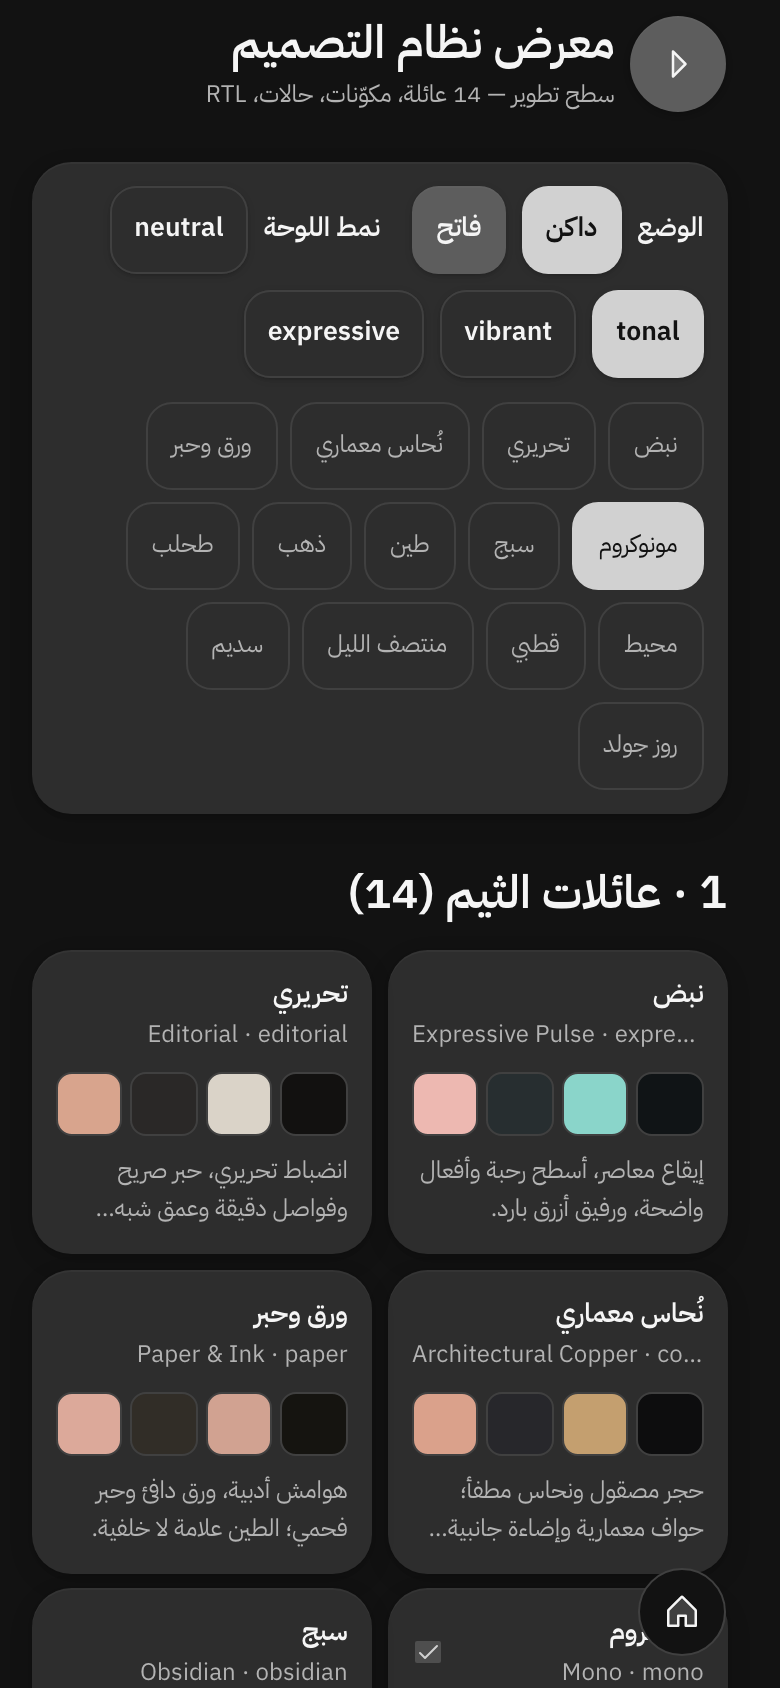 معرض نظام التصميم
سطح تطوير — 14 عائلة، مكوّنات، حالات، RTL
الوضع داكن فاتح نمط اللوحة neutral
tonal vibrant expressive
نبض تحريري نُحاس معماري ورق وحبر
مونوكروم سبج طين ذهب طحلب
محيط قطبي منتصف الليل سديم
روز جولد
1 · عائلات الثيم (14)
نبض
Expressive Pulse · expre...
إيقاع معاصر، أسطح رحبة وأفعال
واضحة، ورفيق أزرق بارد.
تحريري
Editorial · editorial
انضباط تحريري، حبر صريح
وفواصل دقيقة وعمق شبه...
نُحاس معماري
Architectural Copper · co...
حجر مصقول ونحاس مطفأ؛
حواف معمارية وإضاءة جانبية...
ورق وحبر
Paper & Ink · paper
هوامش أدبية، ورق دافئ وحبر
فحمي؛ الطين علامة لا خلفية.
Mono · mono
سبج
Obsidian · obsidian